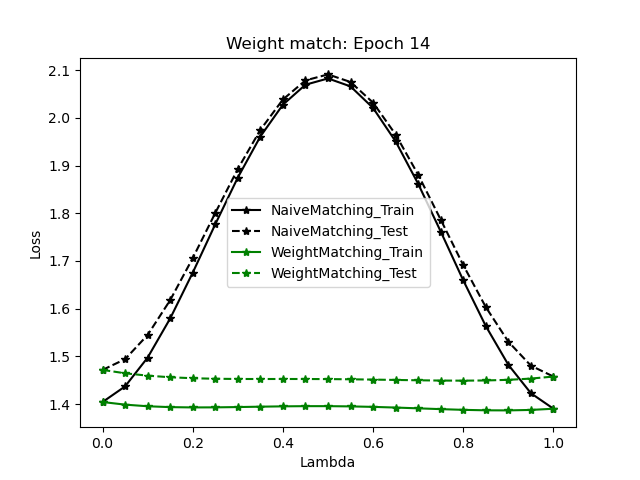 Weight match: Epoch 14
2.1
2.0
1.9
1.8
1.7
1.6
1.5
1.4
Loss
NaiveMatching_Train
NaiveMatching_Test
WeightMatching_Train
WeightMatching_Test
0.0 0.2 0.4 0.6 0.8 1.0
Lambda